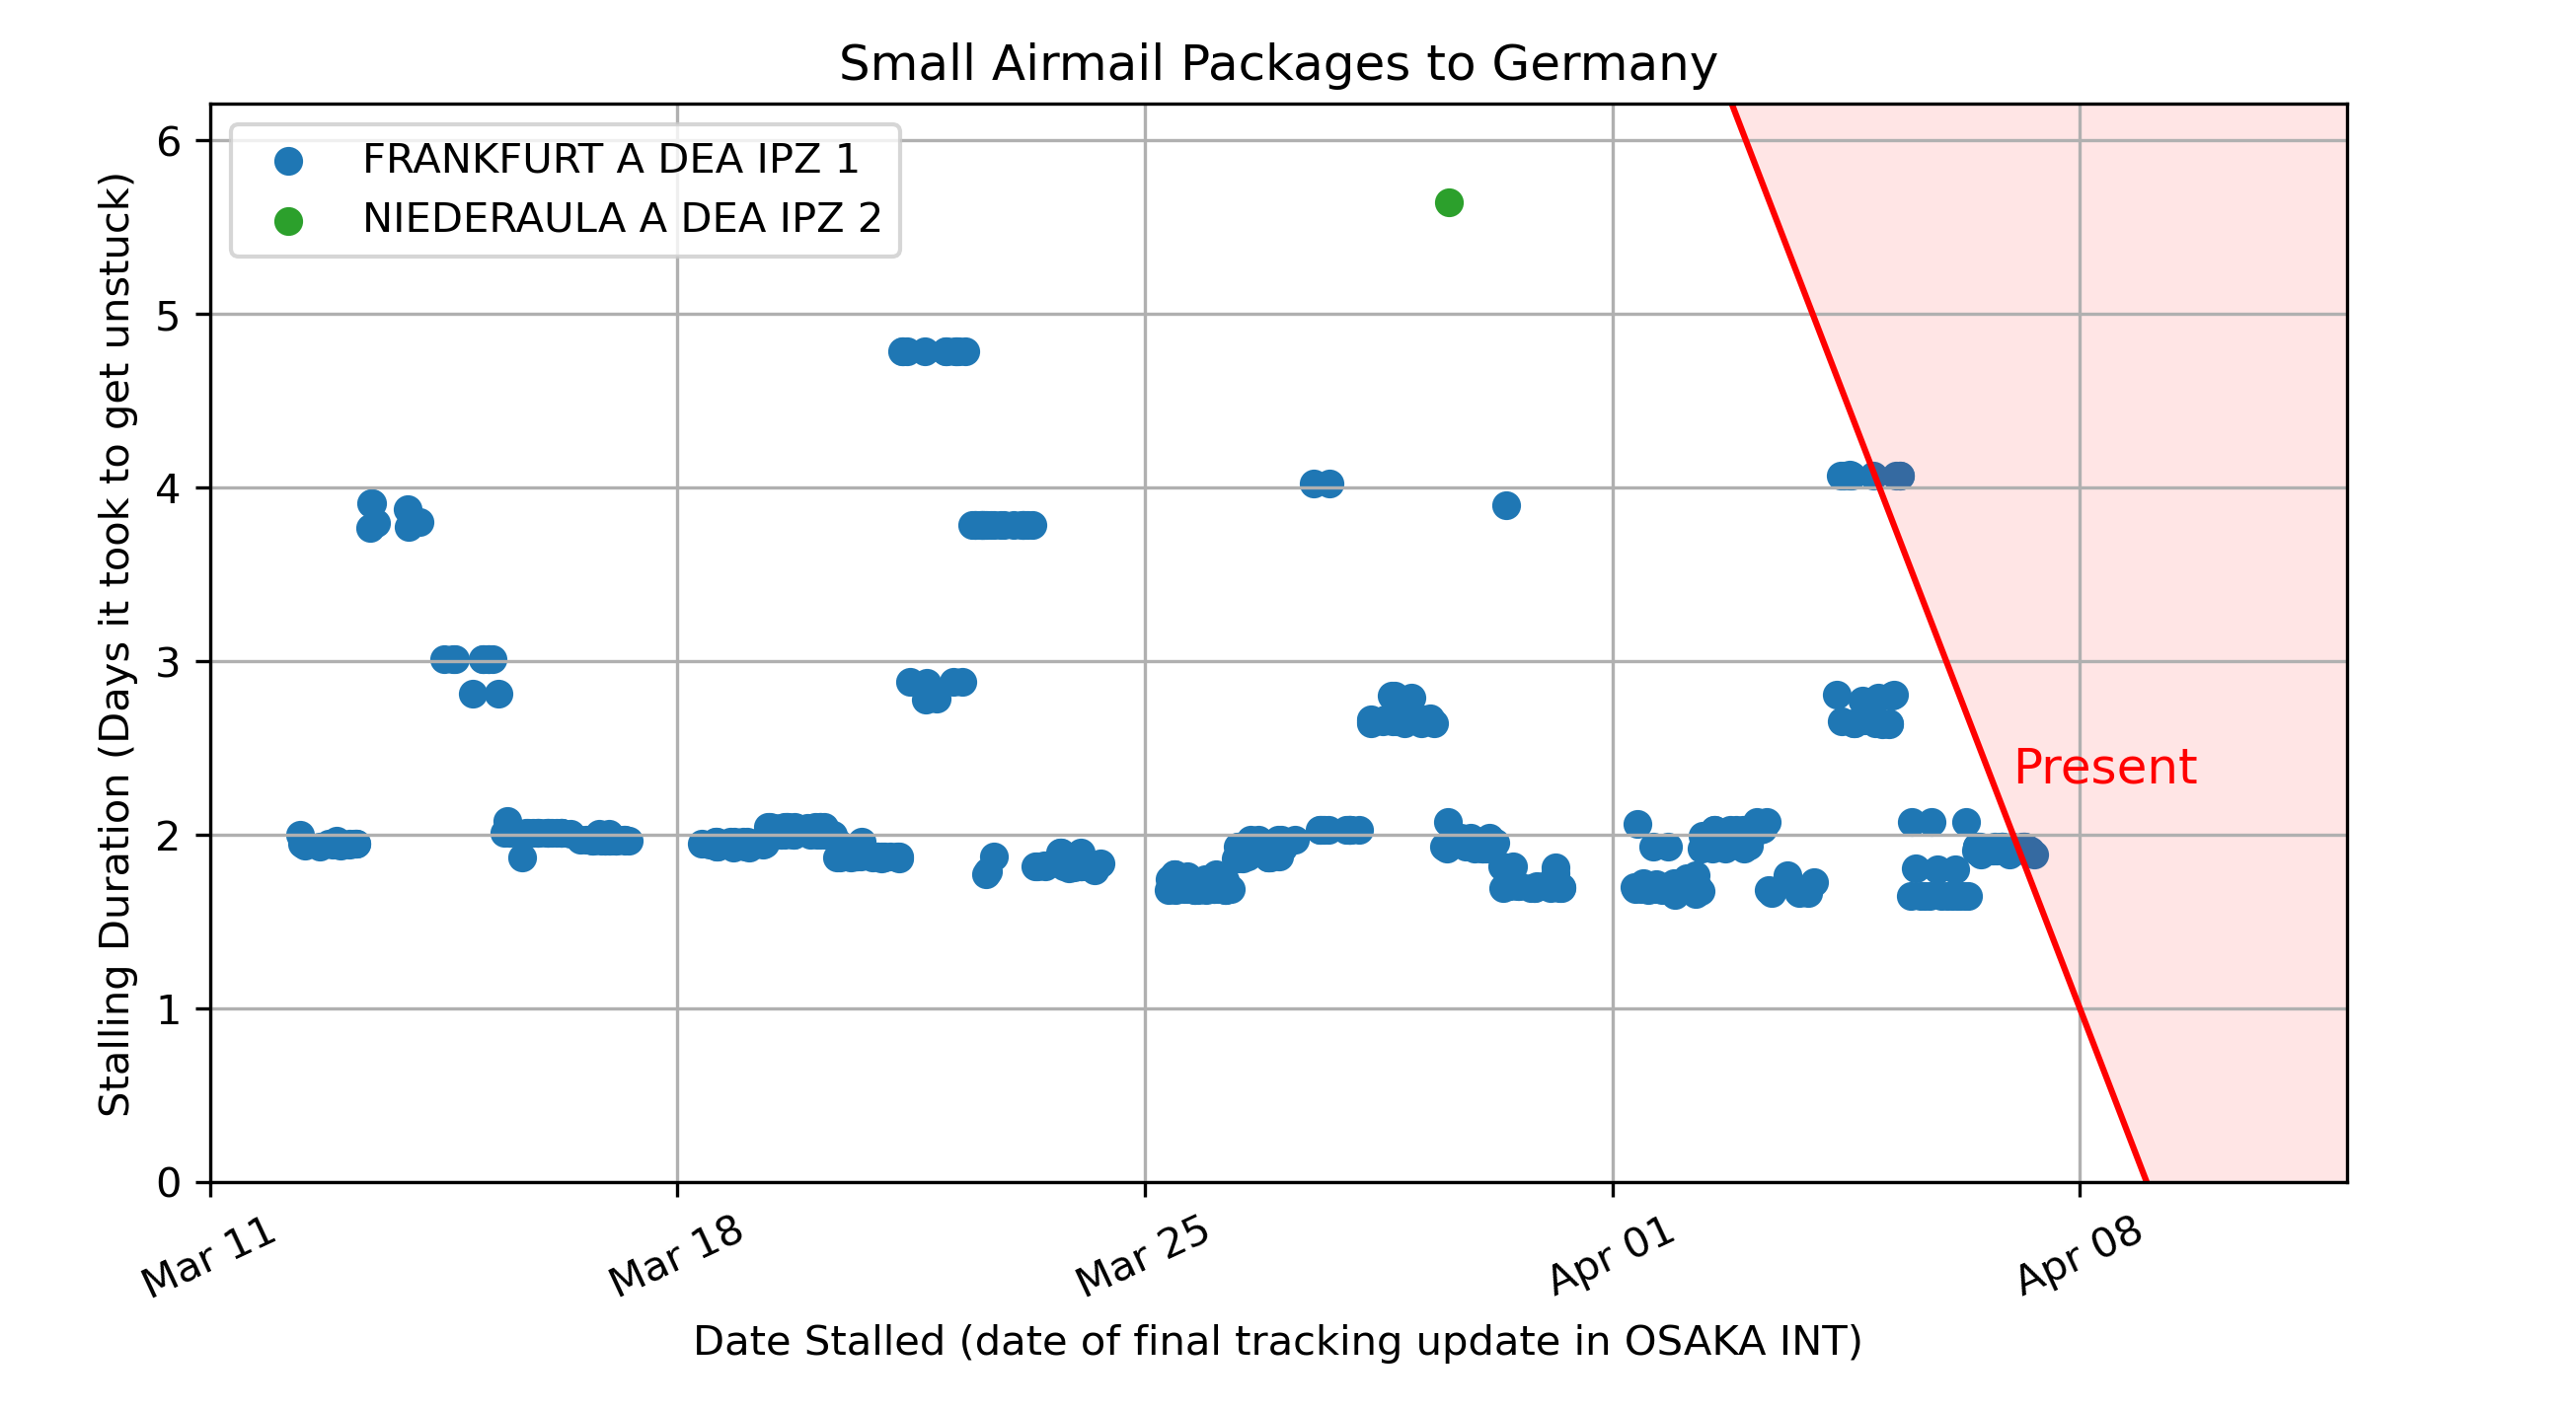 Small Airmail Packages to Germany
FRANKFURT A DEA IPZ 1
NIEDERAULA A DEA IPZ 2
Stalling Duration (Days it took to get unstuck)
6
5
4
3
2
1
0
Present
Mar 11
Mar 18
Mar 25
Apr 01
Apr 08
Date Stalled (date of final tracking update in OSAKA INT)